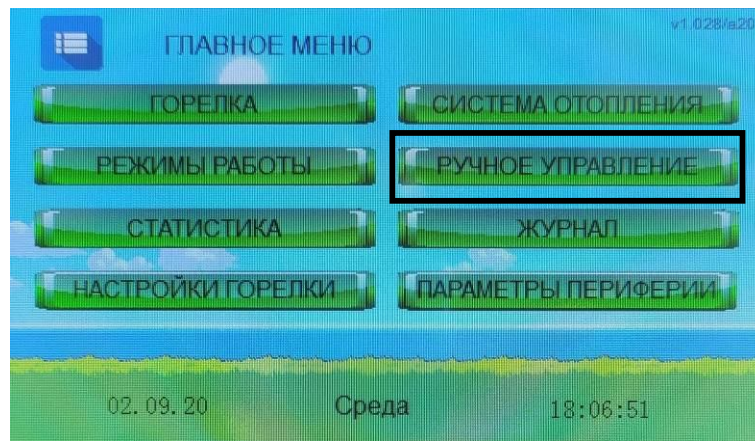 v1.028/a20
ГЛАВНОЕ МЕНЮ
ГОРЕЛКА
СИСТЕМА ОТОПЛЕНИЯ
РЕЖИМЫ РАБОТЫ
РУЧНОЕ УПРАВЛЕНИЕ
СТАТИСТИКА
ЖУРНАЛ
НАСТРОЙКИ ГОРЕЛКИ
ПАРАМЕТРЫ ПЕРИФЕРИИ
02.09.20 Среда 18:06:51